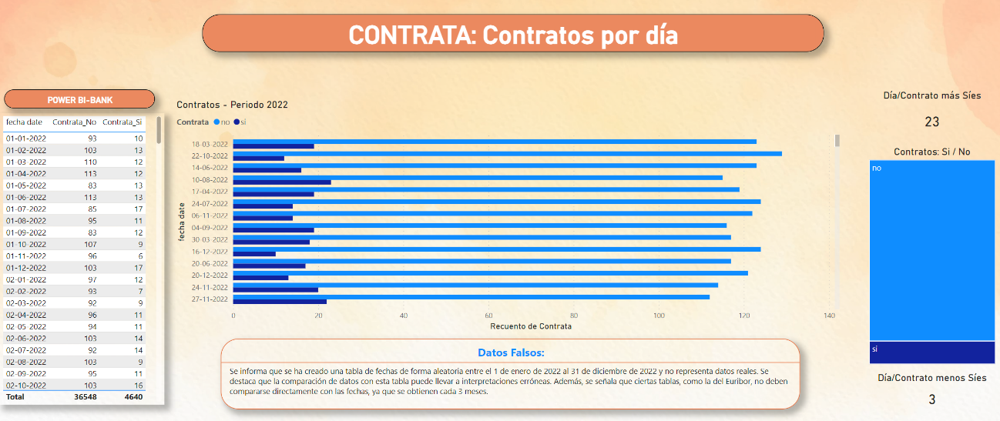 CONTRATA: Contratos por día
POWER BI-BANK
fecha date Contrata_No Contrata_Si
01-01-2022 93 10
01-02-2022 103 13
01-03-2022 110 12
01-04-2022 113 12
01-05-2022 83 13
01-06-2022 113 13
01-07-2022 85 17
01-08-2022 95 11
01-09-2022 83 12
01-10-2022 107 9
01-11-2022 96 6
01-12-2022 103 17
02-01-2022 97 12
02-02-2022 93 7
02-03-2022 92 9
02-04-2022 96 11
02-05-2022 94 11
02-06-2022 103 14
02-07-2022 92 14
02-08-2022 103 9
02-09-2022 95 11
02-10-2022 103 16
Total 36548 4640
Contratos - Periodo 2022
Contrata no si
fecha date
18-03-2022
22-10-2022
14-06-2022
10-08-2022
17-04-2022
24-07-2022
06-11-2022
04-09-2022
30-03-2022
16-12-2022
20-06-2022
20-12-2022
24-11-2022
27-11-2022
0 20 40 60 80 100 120 140
Recuento de Contrata
Datos Falsos:
Se informa que se ha creado una tabla de fechas de forma aleatoria entre el 1 de enero de 2022 al 31 de diciembre de 2022 y no representa datos reales. Se
destaca que la comparación de datos con esta tabla puede llevar a interpretaciones erróneas. Además, se señala que ciertas tablas, como la del Euribor, no deben
compararse directamente con las fechas, ya que se obtienen cada 3 meses.
Día/Contrato más Síes
23
Contratos: Si / No
no
si
Día/Contrato menos Síes
3